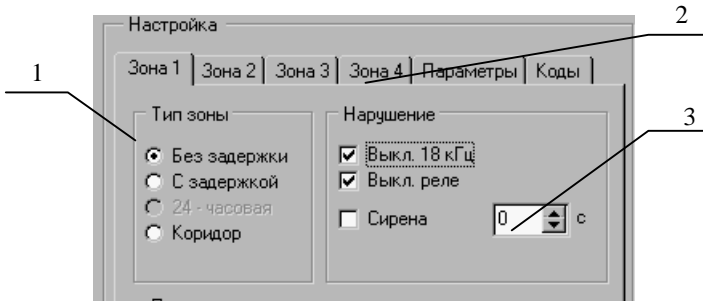 Настройка
2
1
Зона 1 Зона 2 Зона 3 Зона 4 Параметры Коды
Тип зоны
Нарушение
3
Без задержки
Выкл. 18 кГц
С задержкой
Выкл. реле
24 - часовая
Сирена 0 с
Коридор